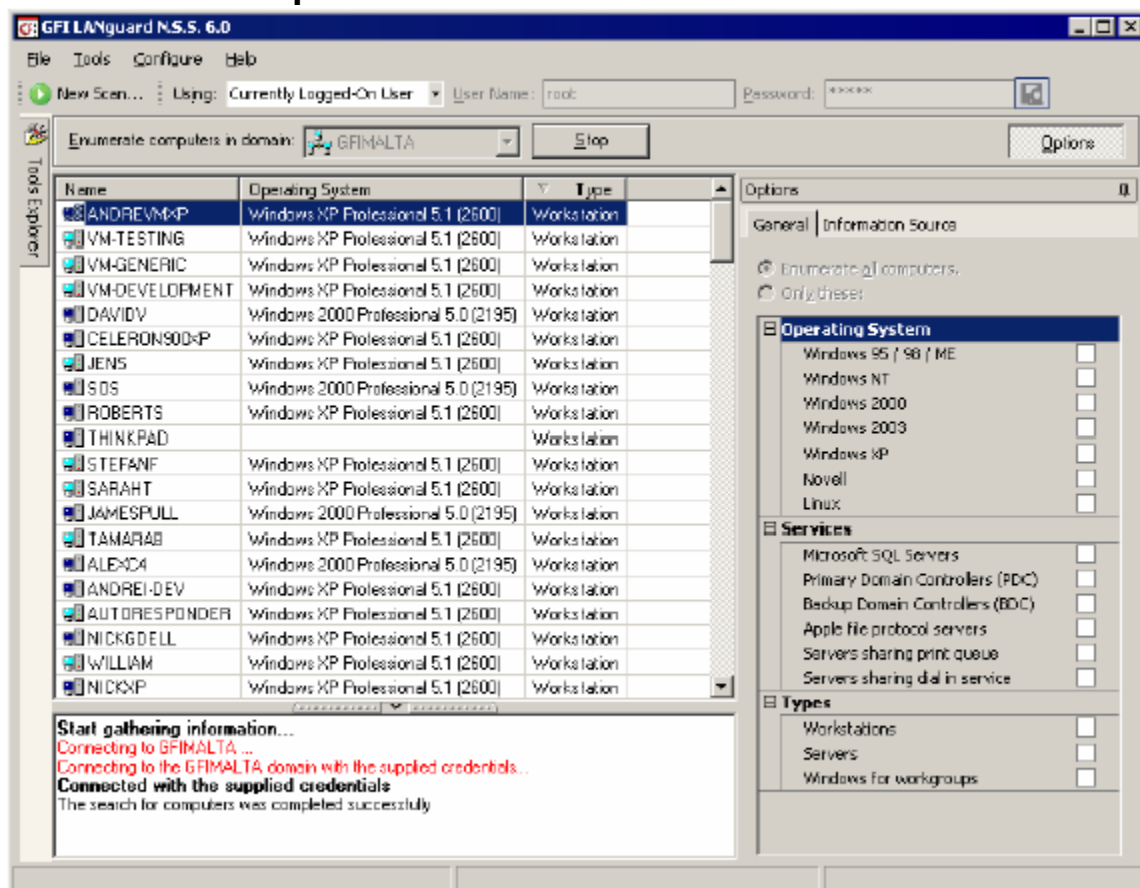 GFI LANguard N.S.S. 6.0
File Tools Configure Help
New Scan... Using: Currently Logged-On User User Name: root Password: *****
Enumerate computers in domain: GFIMALTA Stop Options
Tools Explorer
Name Operating System Type
ANDREVMXP Windows XP Professional 5.1 (2600) Workstation
VM-TESTING Windows XP Professional 5.1 (2600) Workstation
VM-GENERIC Windows XP Professional 5.1 (2600) Workstation
VM-DEVELOPMENT Windows XP Professional 5.1 (2600) Workstation
DAVIDV Windows 2000 Professional 5.0 (2195) Workstation
CELERON900XP Windows XP Professional 5.1 (2600) Workstation
JENS Windows XP Professional 5.1 (2600) Workstation
SDS Windows 2000 Professional 5.0 (2195) Workstation
ROBERTS Windows XP Professional 5.1 (2600) Workstation
THINKPAD Workstation
STEFANF Windows XP Professional 5.1 (2600) Workstation
SARAHT Windows XP Professional 5.1 (2600) Workstation
JAMESPULL Windows 2000 Professional 5.0 (2195) Workstation
TAMARAB Windows XP Professional 5.1 (2600) Workstation
Windows 2000 Professional 5.0 (2195) Workstation
ANDREI-DEV Windows XP Professional 5.1 (2600) Workstation
AUTORESPONDER Windows XP Professional 5.1 (2600) Workstation
NICKGDELL Windows XP Professional 5.1 (2600) Workstation
WILLIAM Windows XP Professional 5.1 (2600) Workstation
NICKXP Windows XP Professional 5.1 (2600) Workstation
Start gathering information...
Connecting to GFIMALTA ...
Connecting to the GFIMALTA domain with the supplied credentials...
Connected with the supplied credentials
The search for computers was completed successfully
Options
General Information Source
Enumerate all computers.
Only these:
Operating System
Windows 95 / 98 / ME
Windows NT
Windows 2000
Windows 2003
Windows XP
Novell
Linux
Services
Microsoft SQL Servers
Primary Domain Controllers (PDC)
Backup Domain Controllers (BDC)
Apple file protocol servers
Servers sharing print queue
Servers sharing dial in service
Types
Workstations
Servers
Windows for workgroups